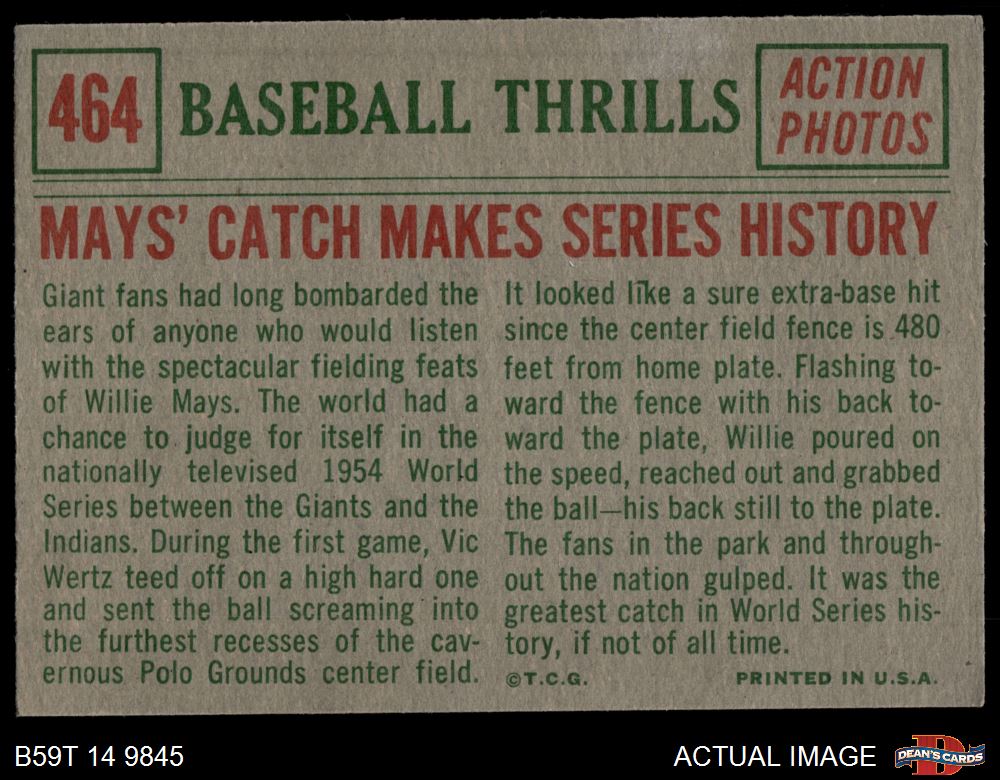 464
BASEBALL THRILLS
ACTION
PHOTOS
MAYS' CATCH MAKES SERIES HISTORY
Giant fans had long bombarded the
ears of anyone who would listen
with the spectacular fielding feats
of Willie Mays. The world had a
chance to judge for itself in the
nationally televised 1954 World
Series between the Giants and the
Indians. During the first game, Vic
Wertz teed off on a high hard one
and sent the ball screaming into
the furthest recesses of the cav-
ernous Polo Grounds center field.
It looked like a sure extra-base hit
since the center field fence is 480
feet from home plate. Flashing to-
ward the fence with his back to-
ward the plate, Willie poured on
the speed, reached out and grabbed
the ball—his back still to the plate.
The fans in the park and through-
out the nation gulped. It was the
greatest catch in World Series his-
tory, if not of all time.
©T.C.G. PRINTED IN U.S.A.
B59T 14 9845
ACTUAL IMAGE
DEAN'S CARDS